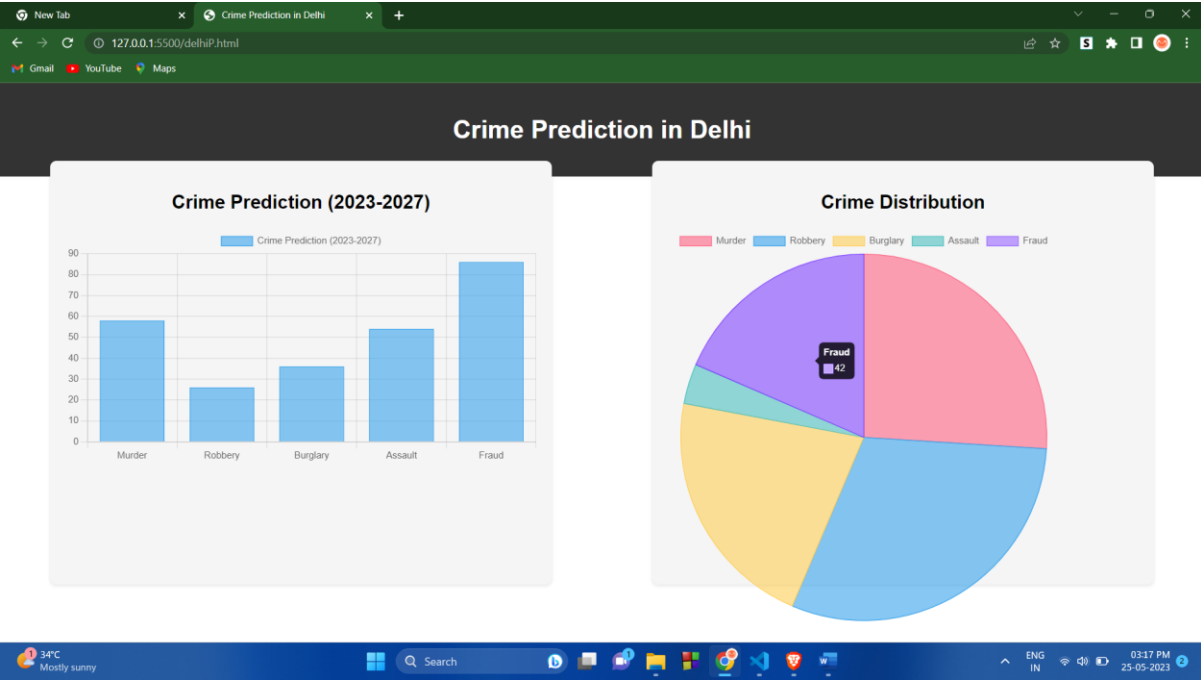 New Tab
Crime Prediction in Delhi
127.0.0.1:5500/delhiP.html
Gmail YouTube Maps
Crime Prediction in Delhi
Crime Prediction (2023-2027)
Crime Prediction (2023-2027)
90
80
70
60
50
40
30
20
10
0
Murder Robbery Burglary Assault Fraud
Crime Distribution
Murder Robbery Burglary Assault Fraud
Fraud
42
1
34°C
Mostly sunny
Search
1
ENG
IN
03:17 PM
25-05-2023
2